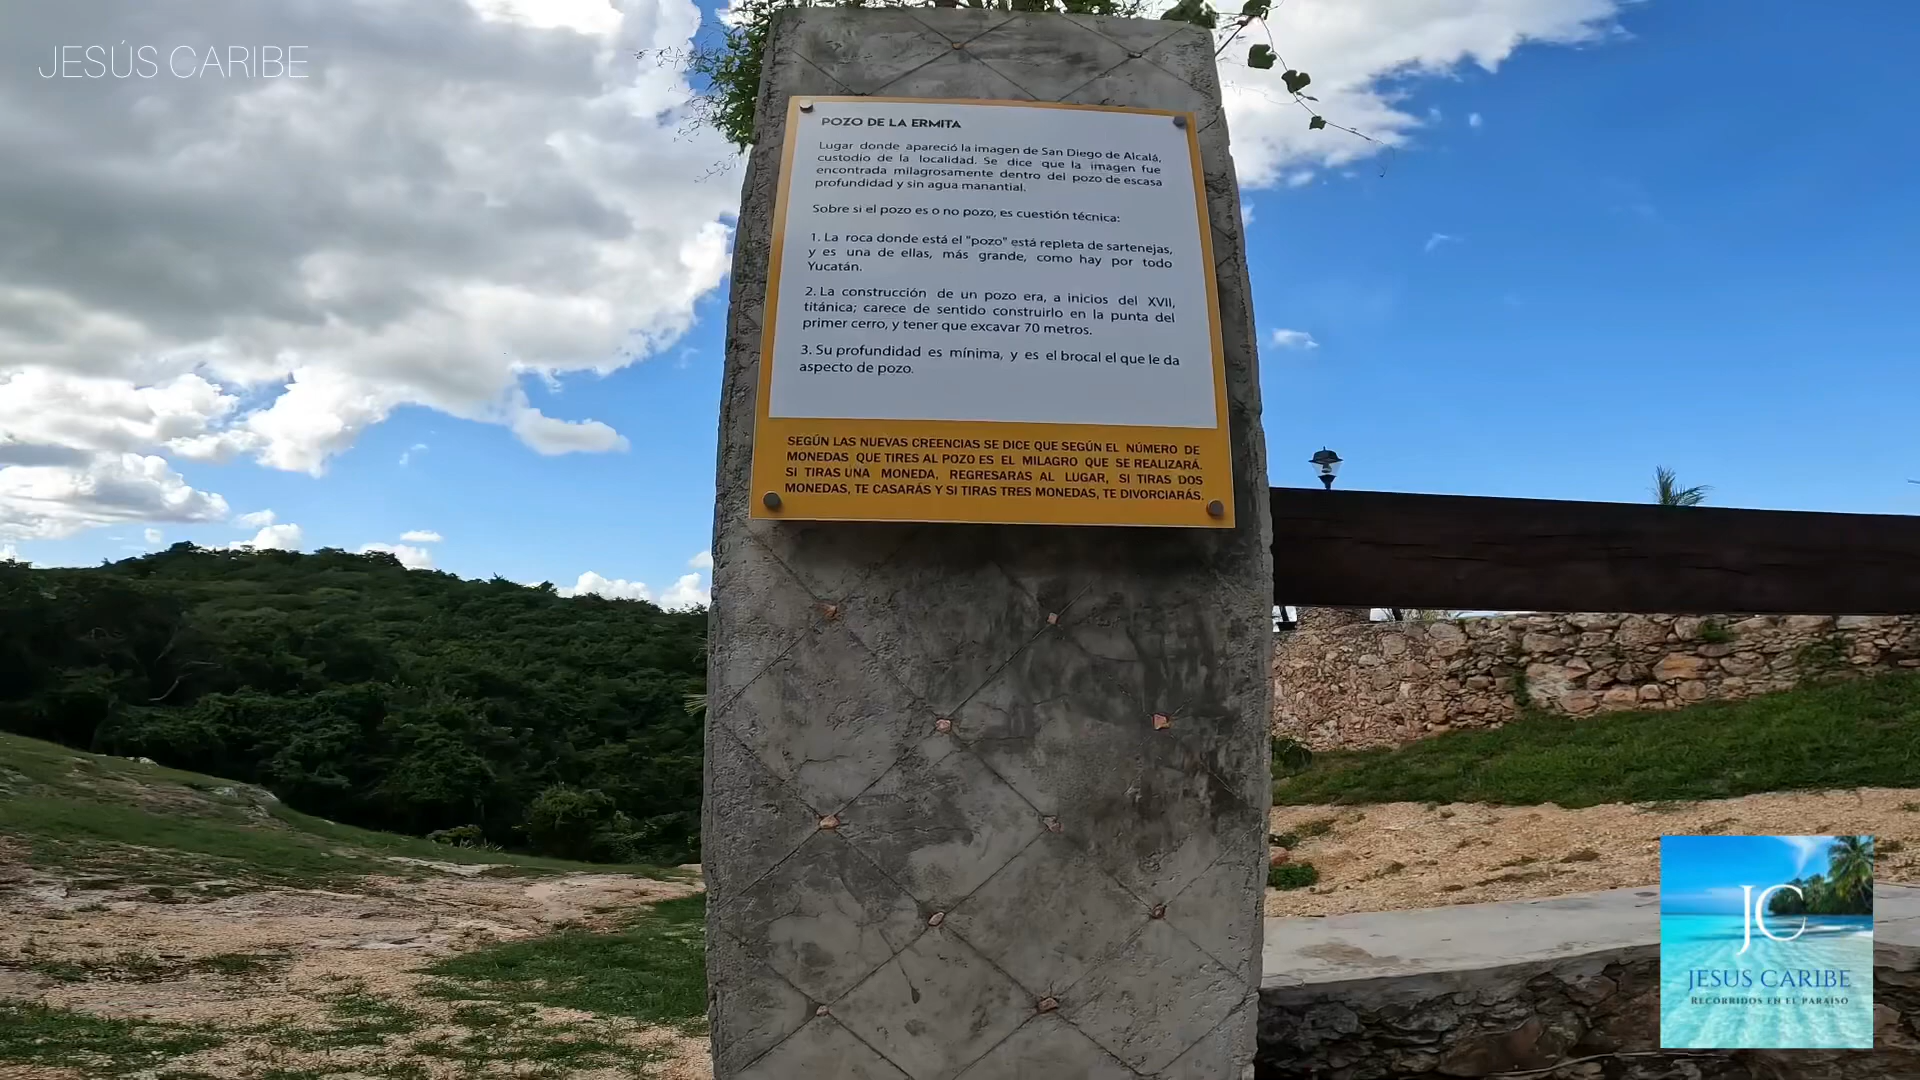 JESÚS CARIBE
POZO DE LA ERMITA
Lugar donde apareció la imagen de San Diego de Alcalá,
custodio de la localidad. Se dice que la imagen fue
encontrada milagrosamente dentro del pozo de escasa
profundidad y sin agua manantial.
Sobre si el pozo es o no pozo, es cuestión técnica:
1. La roca donde está el "pozo" está repleta de sartenejas,
y es una de ellas, más grande, como hay por todo
Yucatán.
2. La construcción de un pozo era, a inicios del XVII,
titánica; carece de sentido construirlo en la punta del
primer cerro, y tener que excavar 70 metros.
3. Su profundidad es mínima, y es el brocal el que le da
aspecto de pozo.
SEGÚN LAS NUEVAS CREENCIAS SE DICE QUE SEGÚN EL NÚMERO DE
MONEDAS QUE TIRES AL POZO ES EL MILAGRO QUE SE REALIZARÁ.
SI TIRAS UNA MONEDA, REGRESARAS AL LUGAR, SI TIRAS DOS
MONEDAS, TE CASARÁS Y SI TIRAS TRES MONEDAS, TE DIVORCIARÁS.
JC
JESUS CARIBE
RECORRIDOS EN EL PARAISO